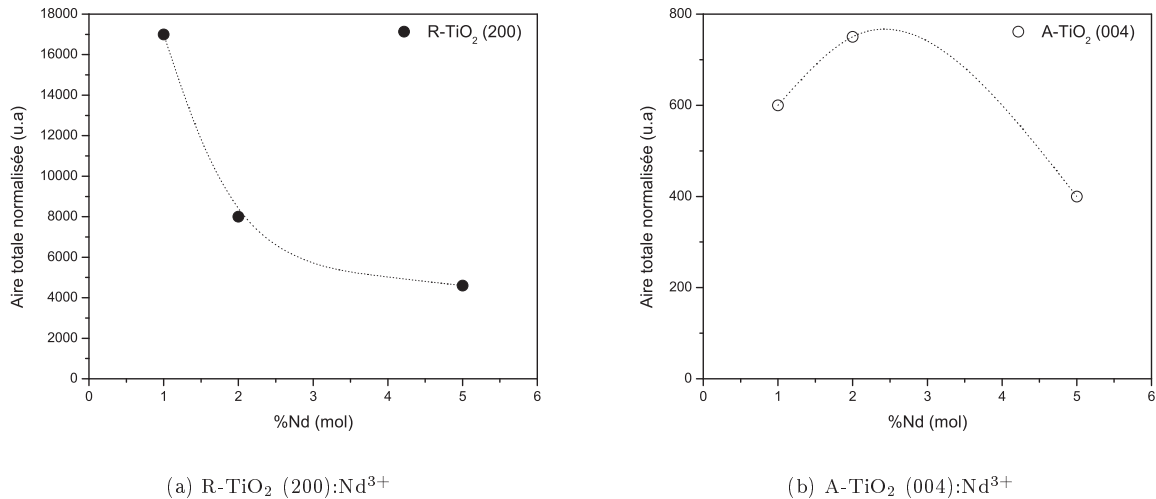 18000
16000
14000
12000
10000
8000
6000
4000
2000
0
Aire totale normalisée (u.a)
R-TiO₂ (200)
0 1 2 3 4 5 6
%Nd (mol)
(a) R-TiO₂ (200):Nd³⁺
800
600
400
200
0
Aire totale normalisée (u.a)
A-TiO₂ (004)
0 1 2 3 4 5 6
%Nd (mol)
(b) A-TiO₂ (004):Nd³⁺